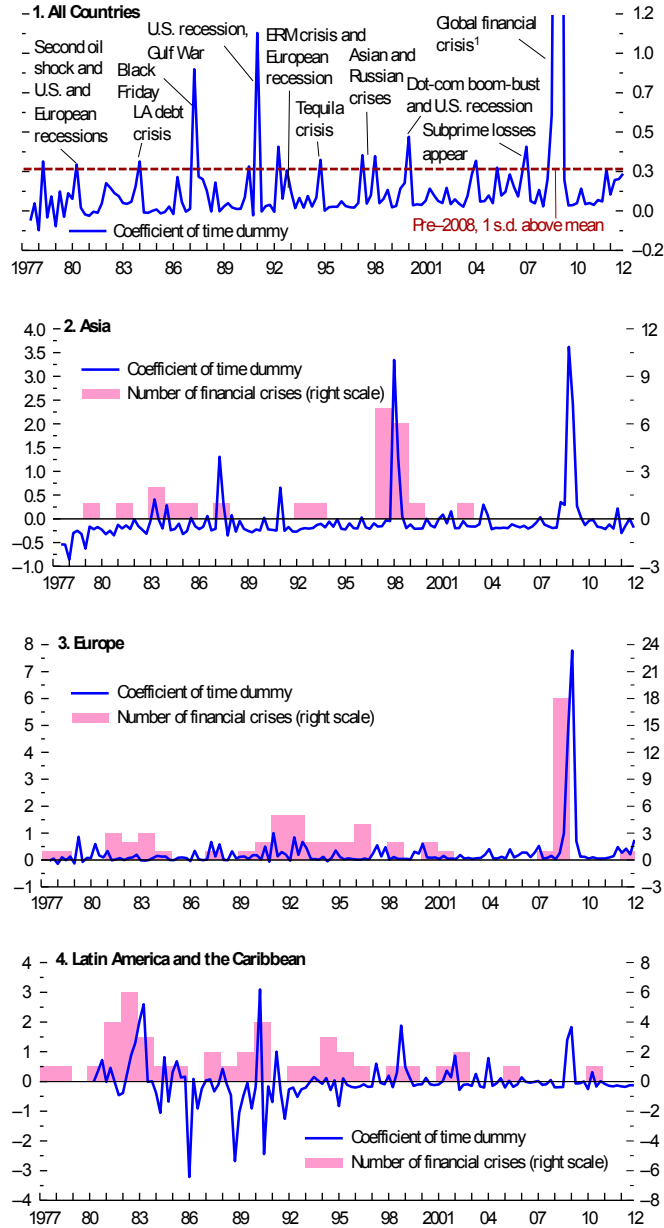 1. All Countries
Second oil
shock and
U.S. and
European
recessions
Black
Friday
LA debt
crisis
U.S. recession,
Gulf War
ERM crisis and
European
recession
Tequila
crisis
Asian and
Russian
crises
Dot-com boom-bust
and U.S. recession
Subprime losses
appear
Global financial
crisis1
1.2
1.0
0.7
0.5
0.3
0.0
–0.2
Pre–2008, 1 s.d. above mean
Coefficient of time dummy
1977 80 83 86 89 92 95 98 2001 04 07 09 12
2. Asia
Coefficient of time dummy
Number of financial crises (right scale)
4.0
3.5
3.0
2.5
2.0
1.5
1.0
0.5
0.0
–0.5
–1.0
12
9
6
3
0
–3
1977 80 83 86 89 92 95 98 2001 04 07 10 12
3. Europe
Coefficient of time dummy
Number of financial crises (right scale)
8
7
6
5
4
3
2
1
0
–1
24
21
18
15
12
9
6
3
0
–3
1977 80 83 86 89 92 95 98 2001 04 07 10 12
4. Latin America and the Caribbean
4
3
2
1
0
–1
–2
–3
–4
8
6
4
2
0
–2
–4
–6
–8
Coefficient of time dummy
Number of financial crises (right scale)
1977 80 83 86 89 92 95 98 2001 04 07 10 12